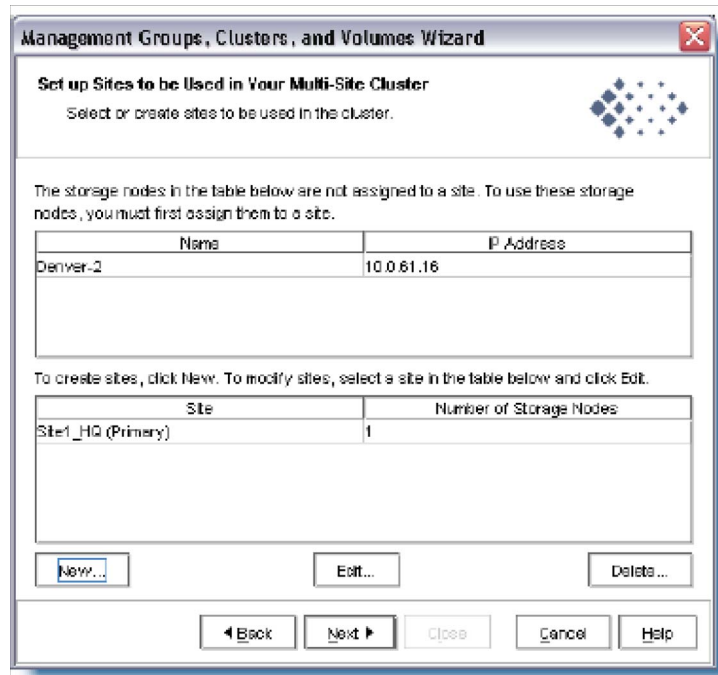 Management Groups, Clusters, and Volumes Wizard
Set up Sites to be Used in Your Multi-Site Cluster
Select or create sites to be used in the cluster.
The storage nodes in the table below are not assigned to a site. To use these storage
nodes, you must first assign them to a site.
Name IP Address
Denver-2 10.0.61.16
To create sites, click New. To modify sites, select a site in the table below and click Edit.
Site Number of Storage Nodes
Site1_HQ (Primary) 1
New... Edit... Delete...
Back Next Close Cancel Help